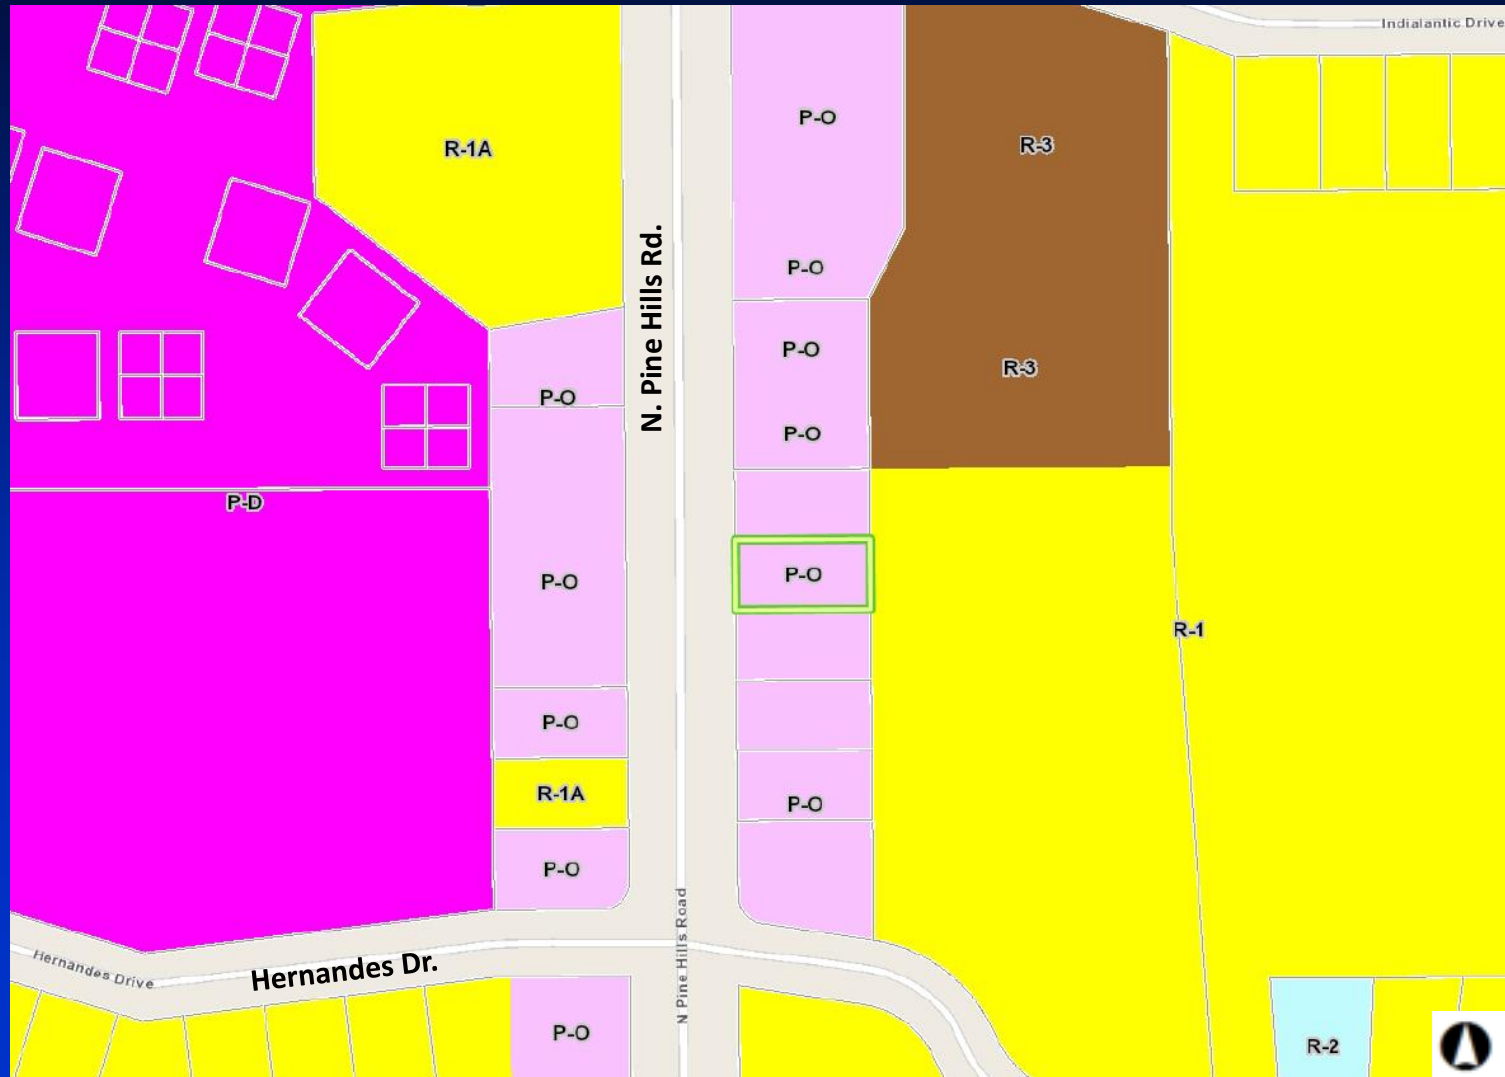 Indialantic Drive
P-O
R-3
R-1A
N. Pine Hills Rd.
P-O
P-O
R-3
P-O
P-O
P-D
P-O
P-O
R-1
P-O
R-1A
P-O
P-O
N Pine Hills Road
Hernandes Drive
Hernandes Dr.
P-O
R-2